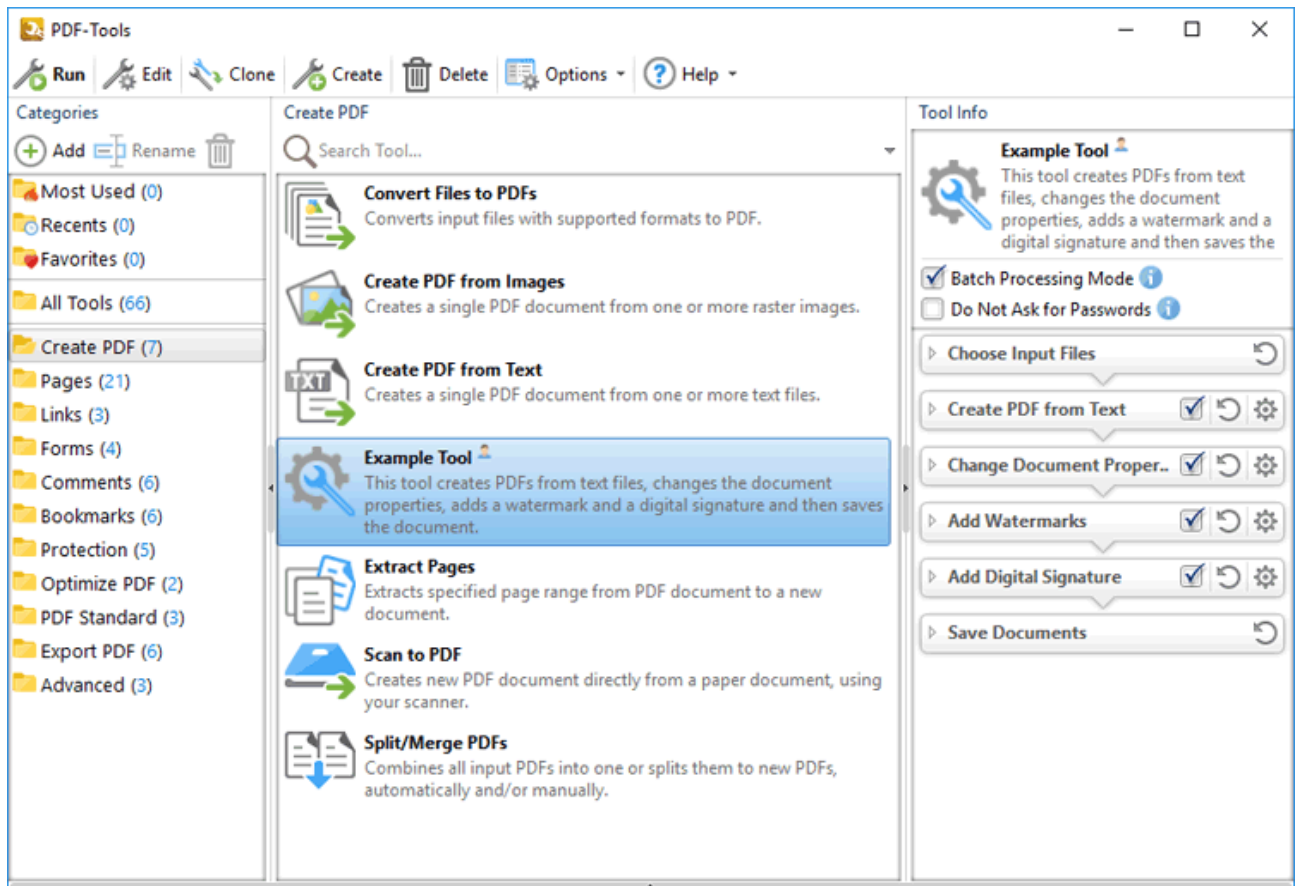 PDF-Tools
Run Edit Clone Create Delete Options Help
Categories
Add Rename
Most Used (0)
Recents (0)
Favorites (0)
All Tools (66)
Create PDF (7)
Pages (21)
Links (3)
Forms (4)
Comments (6)
Bookmarks (6)
Protection (5)
Optimize PDF (2)
PDF Standard (3)
Export PDF (6)
Advanced (3)
Create PDF
Search Tool...
Convert Files to PDFs
Converts input files with supported formats to PDF.
Create PDF from Images
Creates a single PDF document from one or more raster images.
TXT
Create PDF from Text
Creates a single PDF document from one or more text files.
Example Tool
This tool creates PDFs from text files, changes the document
properties, adds a watermark and a digital signature and then saves
the document.
Extract Pages
Extracts specified page range from PDF document to a new
document.
Scan to PDF
Creates new PDF document directly from a paper document, using
your scanner.
Split/Merge PDFs
Combines all input PDFs into one or splits them to new PDFs,
automatically and/or manually.
Tool Info
Example Tool
This tool creates PDFs from text
files, changes the document
properties, adds a watermark and a
digital signature and then saves the
Batch Processing Mode
Do Not Ask for Passwords
Choose Input Files
Create PDF from Text
Change Document Proper..
Add Watermarks
Add Digital Signature
Save Documents